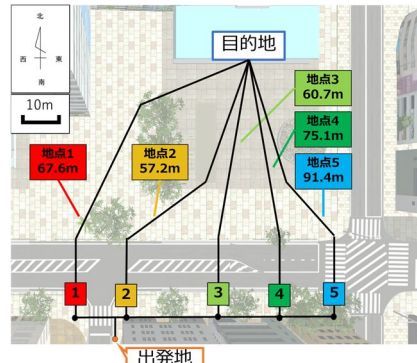 北
西 東
南
10m
目的地
地点3
60.7m
地点4
75.1m
地点1
67.6m
地点2
57.2m
地点5
91.4m
1 2 3 4 5
出発地